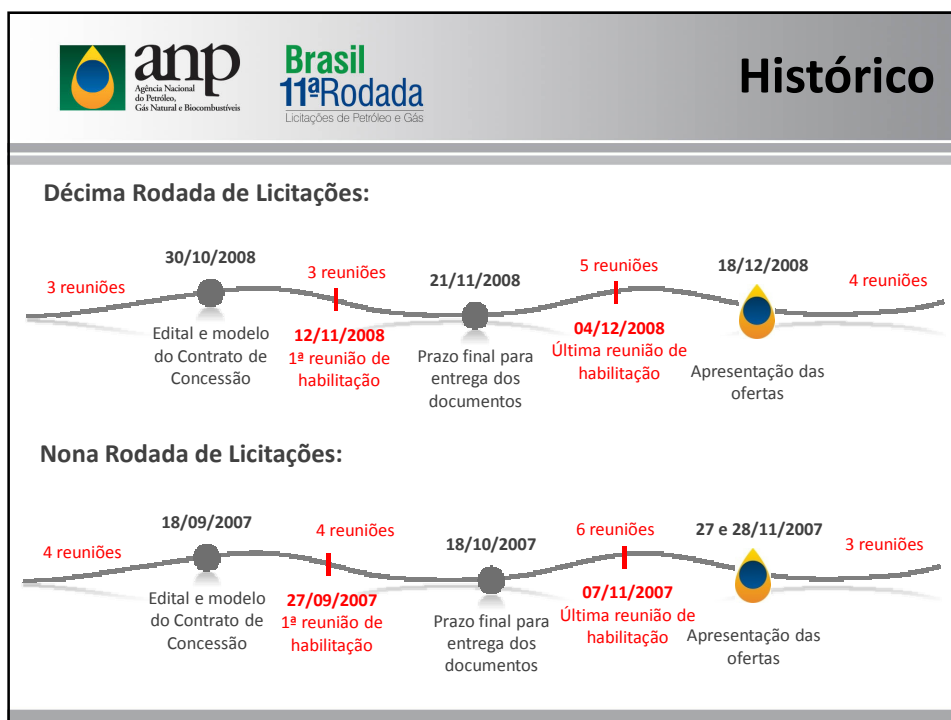 anp
Agência Nacional
do Petróleo,
Gás Natural e Biocombustíveis
Brasil
11ªRodada
Licitações de Petróleo e Gás
Histórico
Décima Rodada de Licitações:
3 reuniões
30/10/2008
Edital e modelo
do Contrato de
Concessão
3 reuniões
12/11/2008
1ª reunião de
habilitação
21/11/2008
Prazo final para
entrega dos
documentos
5 reuniões
04/12/2008
Última reunião de
habilitação
18/12/2008
Apresentação das
ofertas
4 reuniões
Nona Rodada de Licitações:
4 reuniões
18/09/2007
Edital e modelo
do Contrato de
Concessão
4 reuniões
27/09/2007
1ª reunião de
habilitação
18/10/2007
Prazo final para
entrega dos
documentos
6 reuniões
07/11/2007
Última reunião de
habilitação
27 e 28/11/2007
Apresentação das
ofertas
3 reuniões